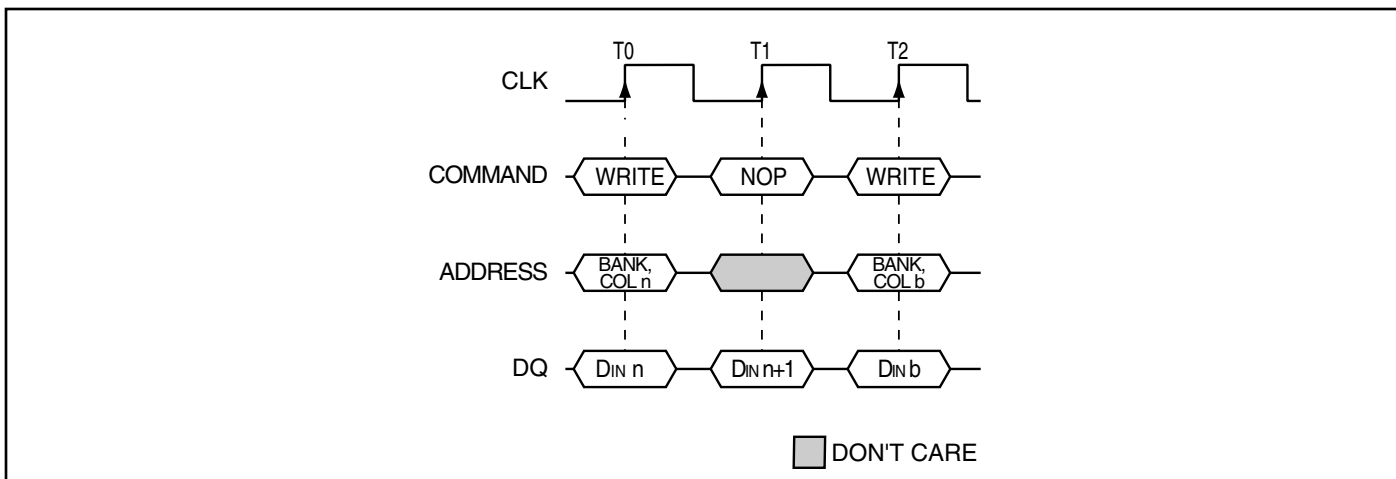 T0 T1 T2
CLK
COMMAND WRITE NOP WRITE
ADDRESS BANK, COL n BANK, COL b
DQ DIN n DIN n+1 DIN b
DON'T CARE